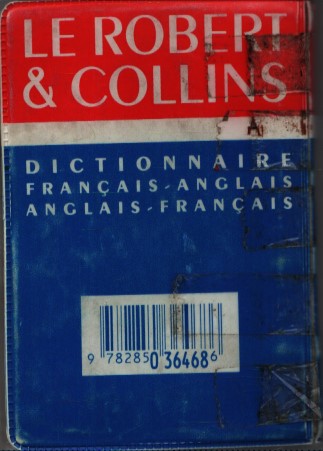 LE ROBERT
& COLLINS
DICTIONNAIRE
FRANÇAIS-ANGLAIS
ANGLAIS-FRANÇAIS
9 782850 364686